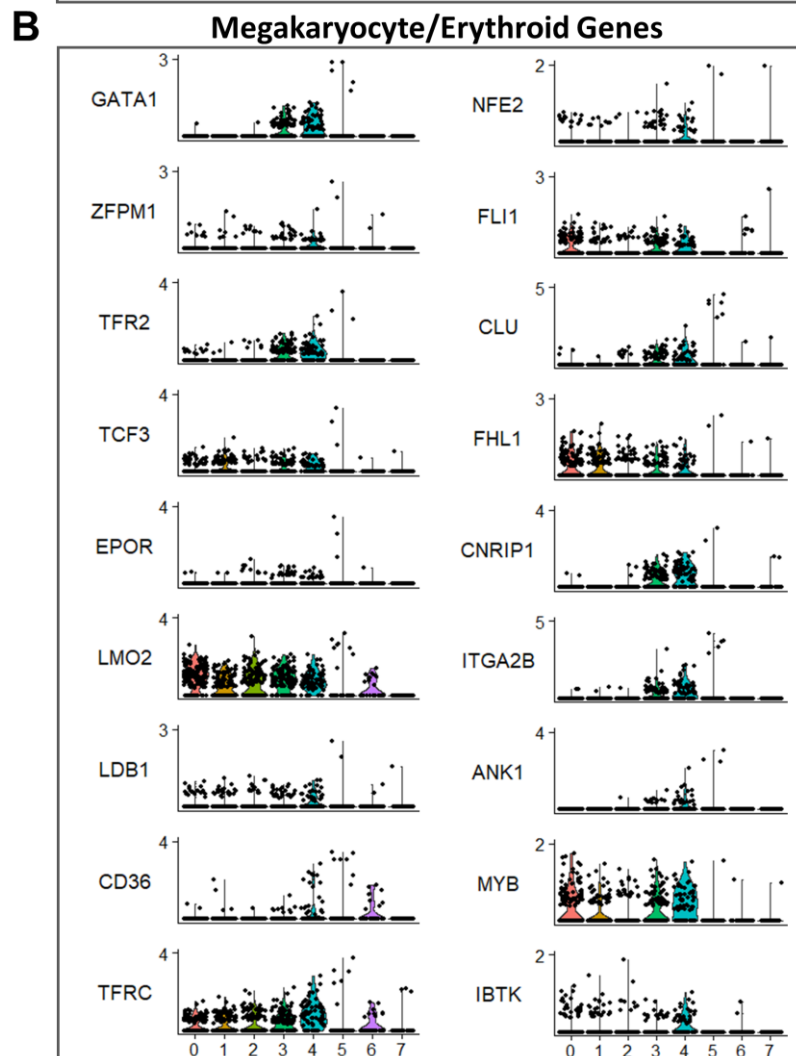 B
Megakaryocyte/Erythroid Genes
3
GATA1
3
ZFPM1
4
TFR2
4
TCF3
4
EPOR
4
LMO2
3
LDB1
4
CD36
4
TFRC
0 1 2 3 4 5 6 7
2
NFE2
3
FLI1
5
CLU
3
FHL1
4
CNRIP1
5
ITGA2B
4
ANK1
2
MYB
2
IBTK
0 1 2 3 4 5 6 7